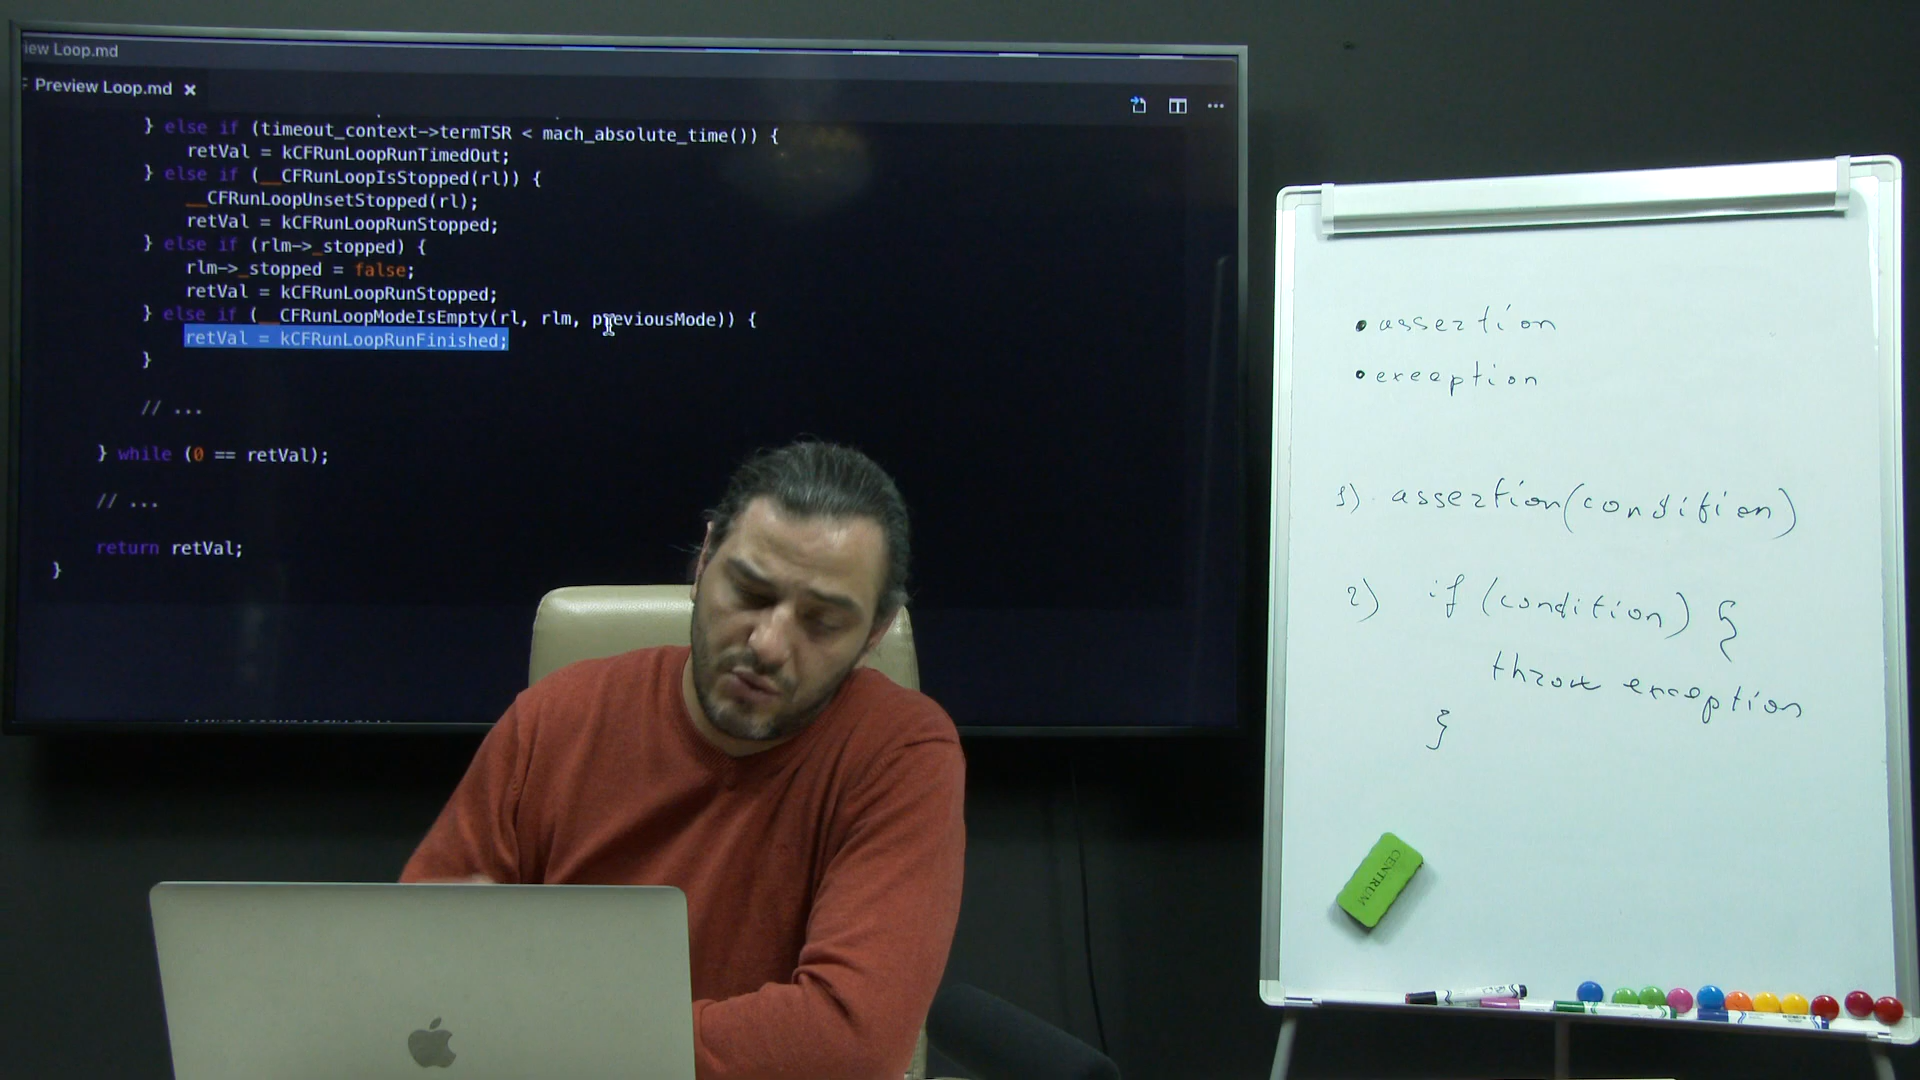 iew Loop.md
Preview Loop.md
} else if (timeout_context->termTSR < mach_absolute_time()) {
retVal = kCFRunLoopRunTimedOut;
} else if (__CFRunLoopIsStopped(rl)) {
__CFRunLoopUnsetStopped(rl);
retVal = kCFRunLoopRunStopped;
} else if (rlm->_stopped) {
rlm->_stopped = false;
retVal = kCFRunLoopRunStopped;
} else if (__CFRunLoopModeIsEmpty(rl, rlm, previousMode)) {
retVal = kCFRunLoopRunFinished;
}
// ...
} while (0 == retVal);
// ...
return retVal;
}
• assertion
• exception
1) assertion(condition)
2) if (condition) {
throw exception
}
CENTRUM